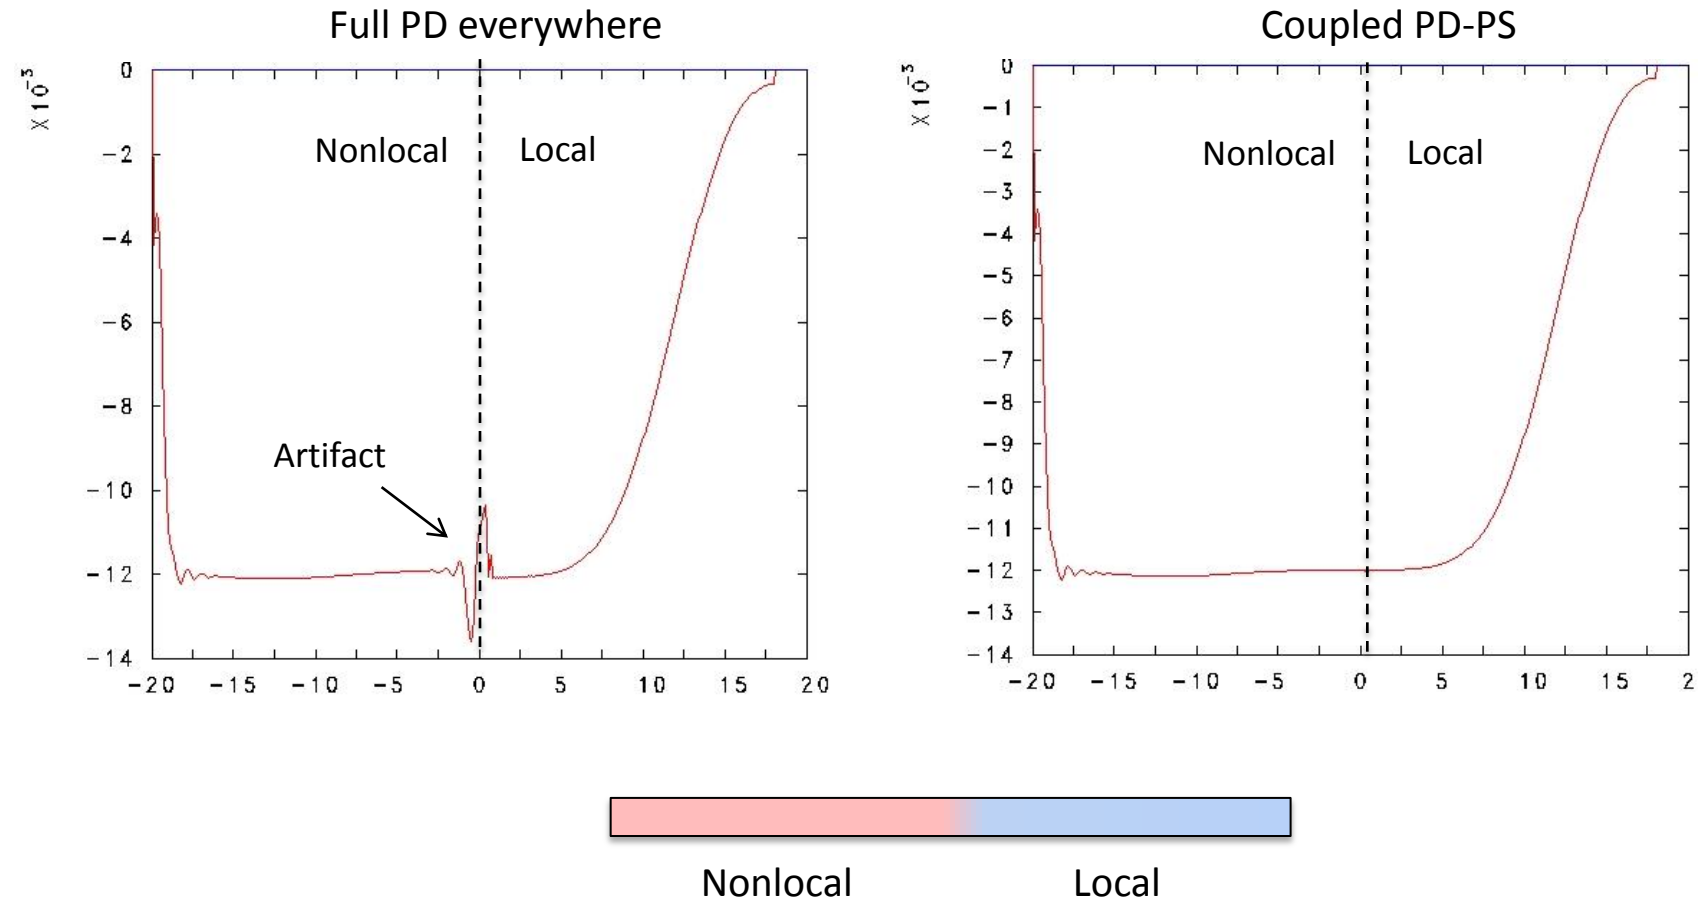 Full PD everywhere
Coupled PD-PS
×10⁻³
0
−2
−4
−6
−8
−10
−12
−14
Nonlocal
Local
Artifact
−20 −15 −10 −5 0 5 10 15 20
×10⁻³
0
−1
−2
−3
−4
−5
−6
−7
−8
−9
−10
−11
−12
−13
−14
Nonlocal
Local
−20 −15 −10 −5 0 5 10 15 2
Nonlocal
Local